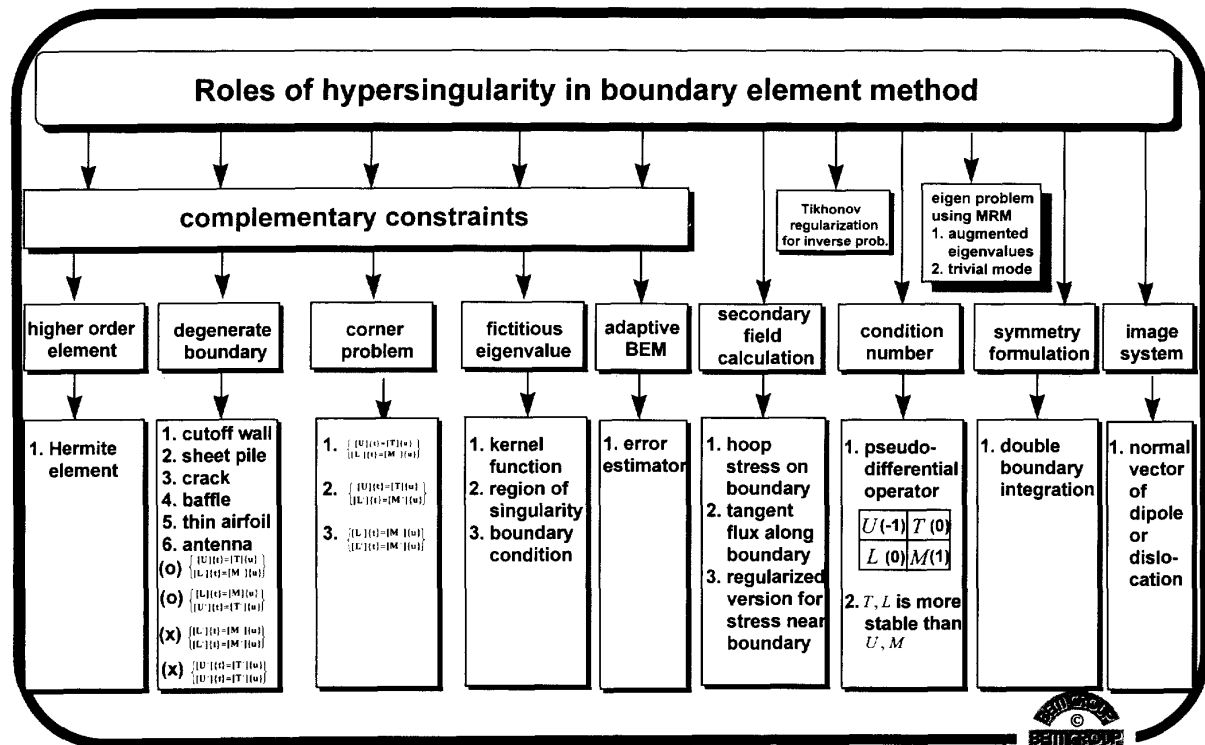 Roles of hypersingularity in boundary element method
complementary constraints
Tikhonov
regularization
for inverse prob.
eigen problem
using MRM
1. augmented
eigenvalues
2. trivial mode
higher order
element
degenerate
boundary
corner
problem
fictitious
eigenvalue
adaptive
BEM
secondary
field
calculation
condition
number
symmetry
formulation
image
system
1. Hermite
element
1. cutoff wall
2. sheet pile
3. crack
4. baffle
5. thin airfoil
6. antenna
(o)
(o)
(x)
(x)
1.
2.
3.
1. kernel
function
2. region of
singularity
3. boundary
condition
1. error
estimator
1. hoop
stress on
boundary
2. tangent
flux along
boundary
3. regularized
version for
stress near
boundary
1. pseudo-
differential
operator
U (-1) T (0)
L (0) M (1)
2. T, L is more
stable than
U, M
1. double
boundary
integration
1. normal
vector
of
dipole
or
dislo-
cation
BEM GROUP
©
BEM GROUP